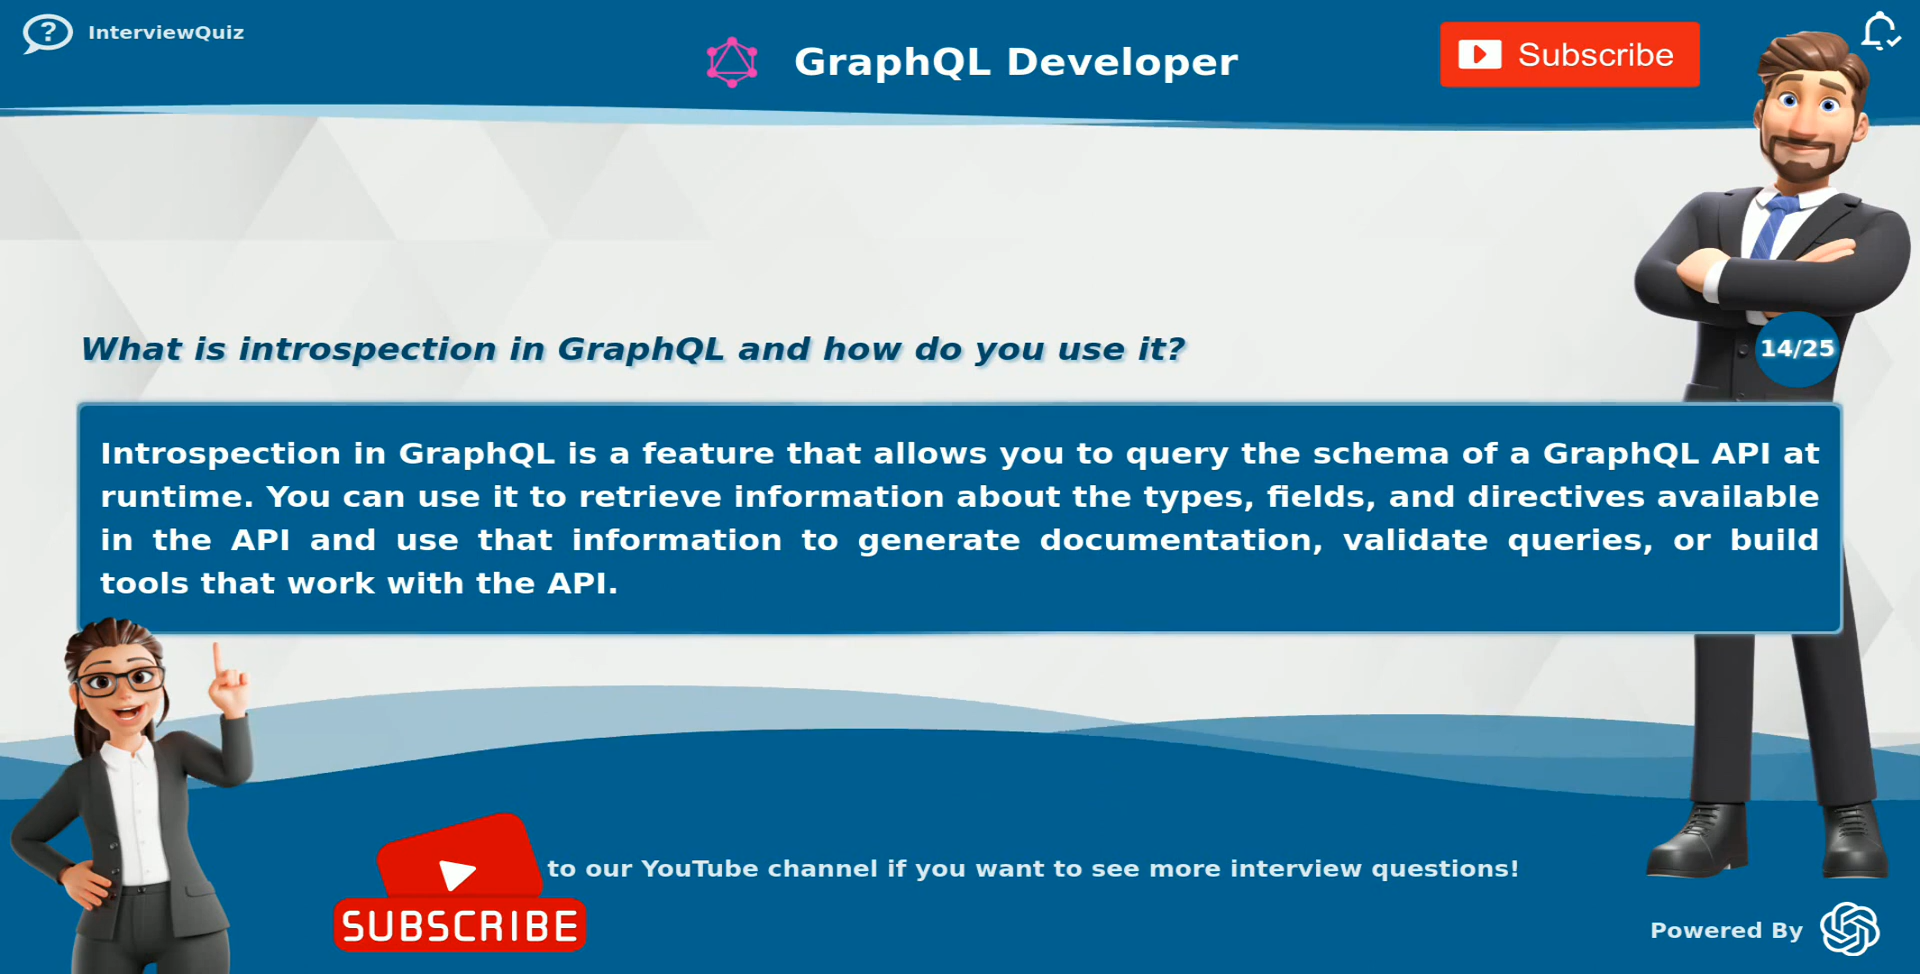 InterviewQuiz
GraphQL Developer
Subscribe
What is introspection in GraphQL and how do you use it?
14/25
Introspection in GraphQL is a feature that allows you to query the schema of a GraphQL API at
runtime. You can use it to retrieve information about the types, fields, and directives available
in the API and use that information to generate documentation, validate queries, or build
tools that work with the API.
to our YouTube channel if you want to see more interview questions!
SUBSCRIBE
Powered By